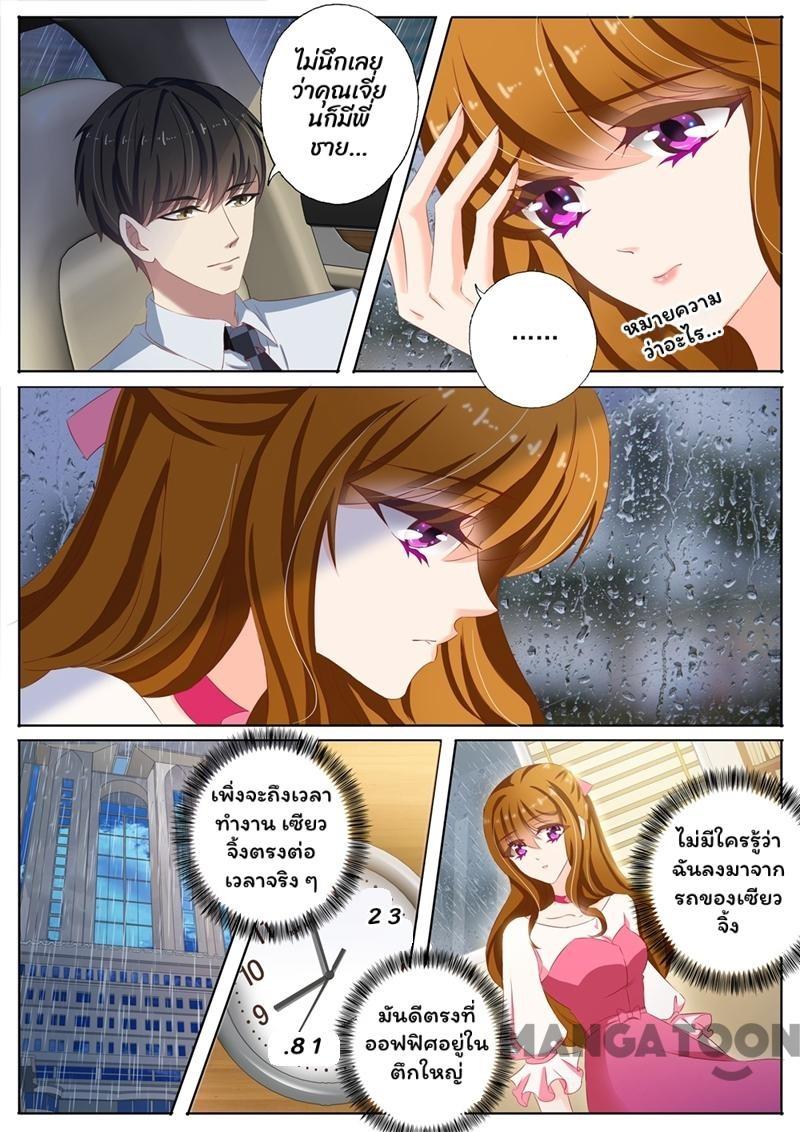 ไม่นึกเลย
ว่าคุณเจี่ย
นก็มีพี่
ชาย...
......
หมายความ
ว่าอะไร...
เพิ่งจะถึงเวลา
ทำงาน เซียว
จิ้งตรงต่อ
เวลาจริง ๆ
ไม่มีใครรู้ว่า
ฉันลงมาจาก
รถของเซียว
จิ้ง
2 3
10
9
.8 1
มันดีตรงที่
ออฟฟิศอยู่ใน
ตึกใหญ่
MANGATOON